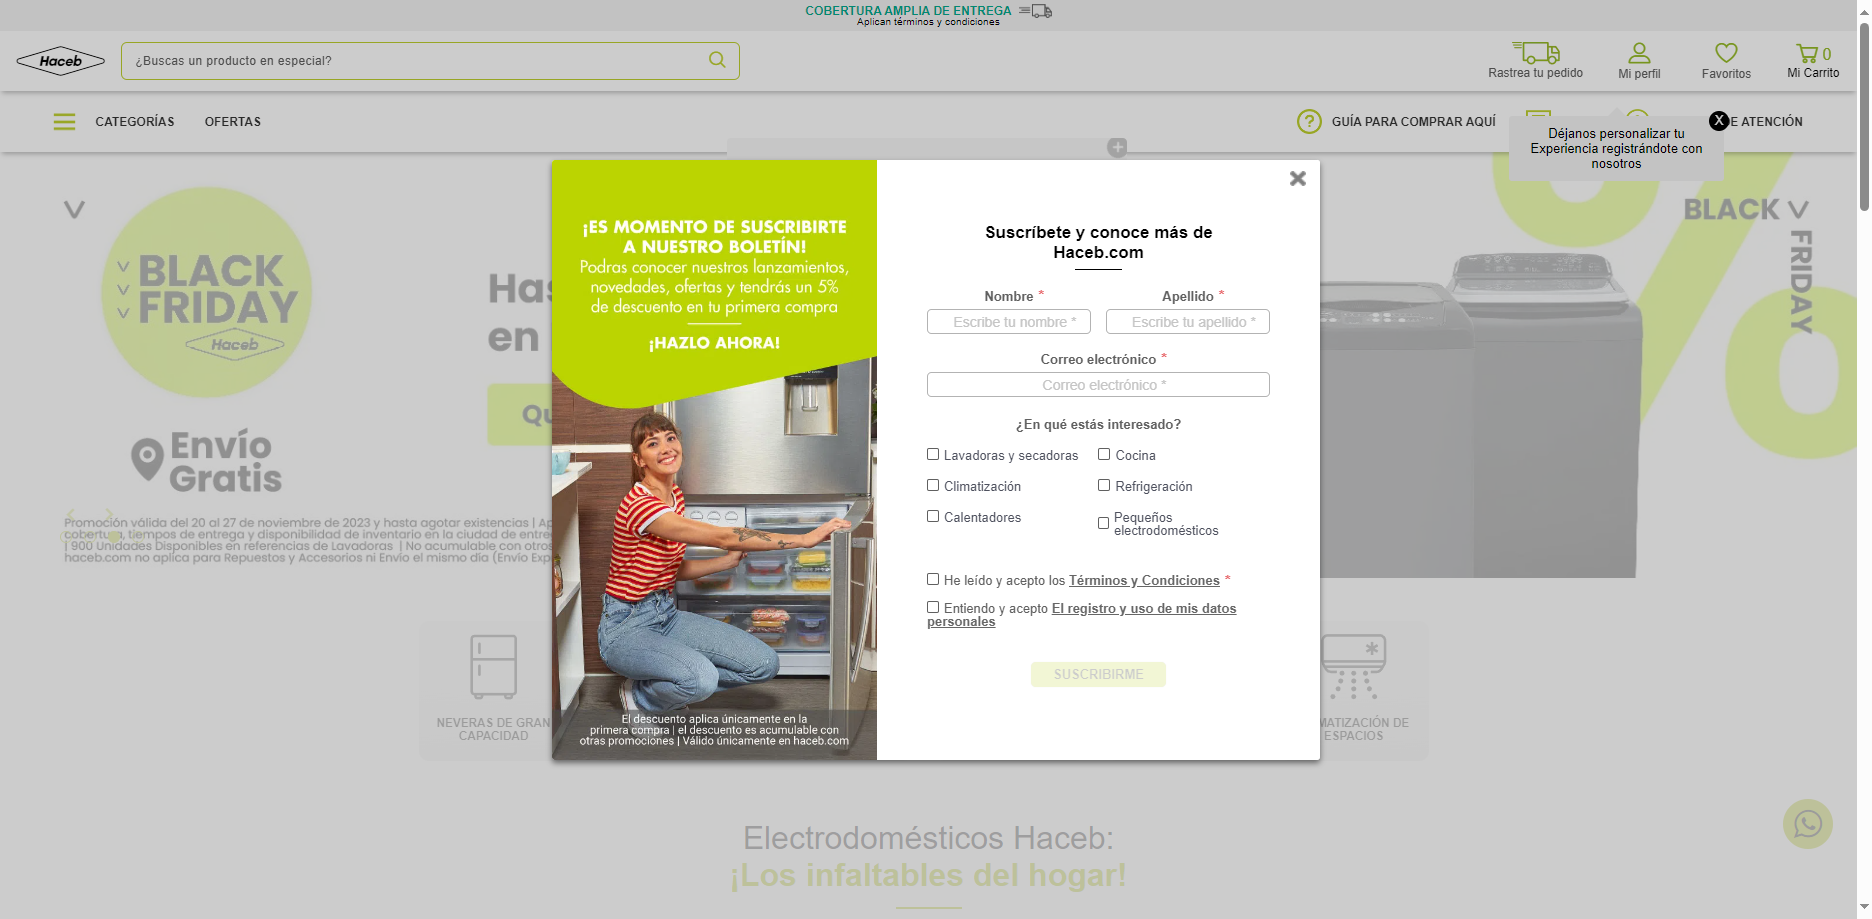 COBERTURA AMPLIA DE ENTREGA
Aplican términos y condiciones
Haceb
¿Buscas un producto en especial?
Rastrea tu pedido
Mi perfil
Favoritos
0
Mi Carrito
CATEGORÍAS
OFERTAS
GUÍA PARA COMPRAR AQUÍ
X
E ATENCIÓN
Déjanos personalizar tu
Experiencia registrándote con
nosotros
BLACK
FRIDAY
Haceb
Envío
Gratis
Promoción válida del 20 al 27 de noviembre de 2023 y hasta agotar existencias |
tiempos de entrega y disponibilidad de inventario en la ciudad de
| 900 Unidades Disponibles en referencias de Lavadoras | No acumulable con otros
haceb.com no aplica para Repuestos y Accesorios ni Envío el mismo día (Envío
en
BLACK
FRIDAY
%
¡ES MOMENTO DE SUSCRIBIRTE
A NUESTRO BOLETÍN!
Podras conocer nuestros lanzamientos,
novedades, ofertas y tendrás un 5%
de descuento en tu primera compra
¡HAZLO AHORA!
El descuento aplica únicamente en la
primera compra | el descuento es acumulable con
otras promociones | Válido únicamente en haceb.com
Suscríbete y conoce más de
Haceb.com
Nombre *
Apellido *
Escribe tu nombre *
Escribe tu apellido *
Correo electrónico *
Correo electrónico *
¿En qué estás interesado?
Lavadoras y secadoras
Cocina
Climatización
Refrigeración
Calentadores
Pequeños
electrodomésticos
He leído y acepto los Términos y Condiciones *
Entiendo y acepto El registro y uso de mis datos
personales
SUSCRIBIRME
NEVERAS DE GRAN
CAPACIDAD
MATIZACIÓN DE
ESPACIOS
Electrodomésticos Haceb:
¡Los infaltables del hogar!